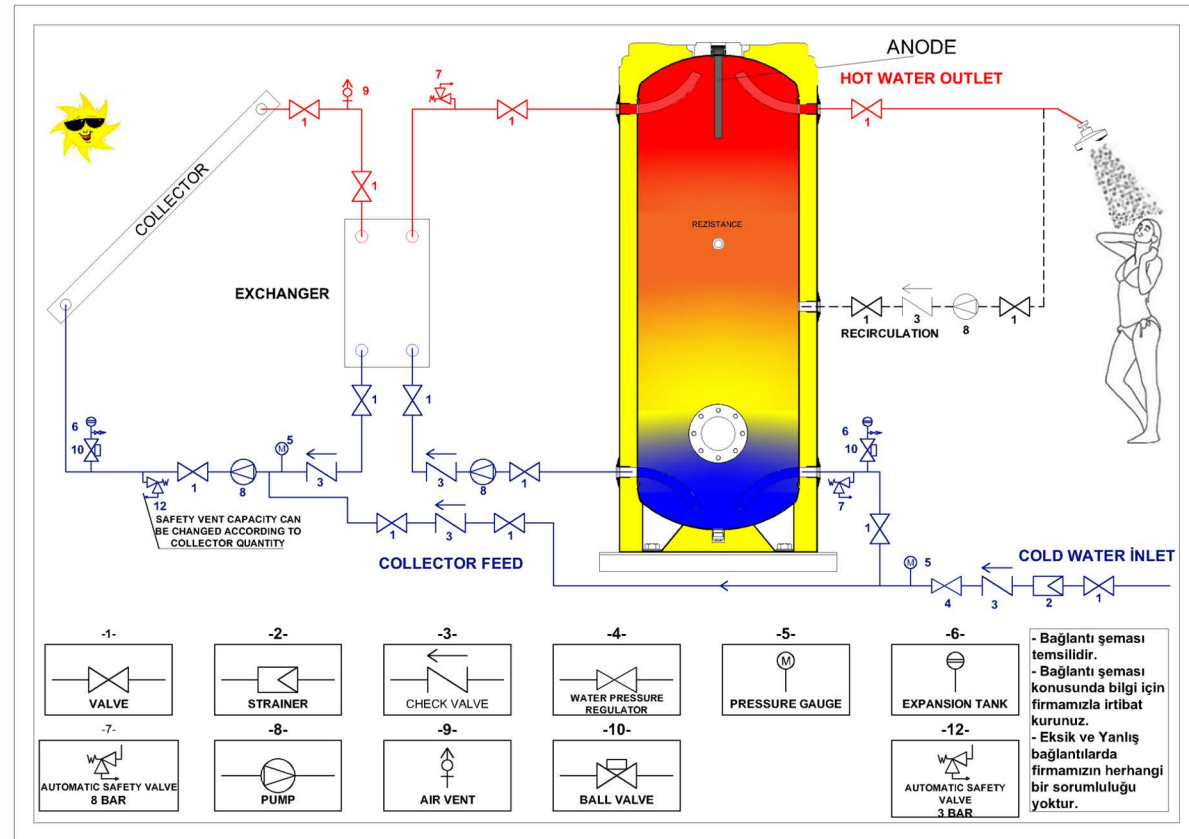 ANODE
HOT WATER OUTLET
7
9
1
1
1
1
COLLECTOR
REZİSTANCE
EXCHANGER
1
3
8
1
RECIRCULATION
1
1
6
10
5
6
10
12
1
8
3
3
8
1
7
1
SAFETY VENT CAPACITY CAN
BE CHANGED ACCORDING TO
COLLECTOR QUANTITY
1
3
1
COLLECTOR FEED
COLD WATER İNLET
5
4
3
2
1
-1-
VALVE
-2-
STRAINER
-3-
CHECK VALVE
-4-
WATER PRESSURE
REGULATOR
-5-
M
PRESSURE GAUGE
-6-
EXPANSION TANK
-7-
AUTOMATIC SAFETY VALVE
8 BAR
-8-
PUMP
-9-
AIR VENT
-10-
BALL VALVE
-12-
AUTOMATIC SAFETY
VALVE
3 BAR
- Bağlantı şeması
temsilidir.
- Bağlantı şeması
konusunda bilgi için
firmamızla irtibat
kurunuz.
- Eksik ve Yanlış
bağlantılarda
firmamızın herhangi
bir sorumluluğu
yoktur.